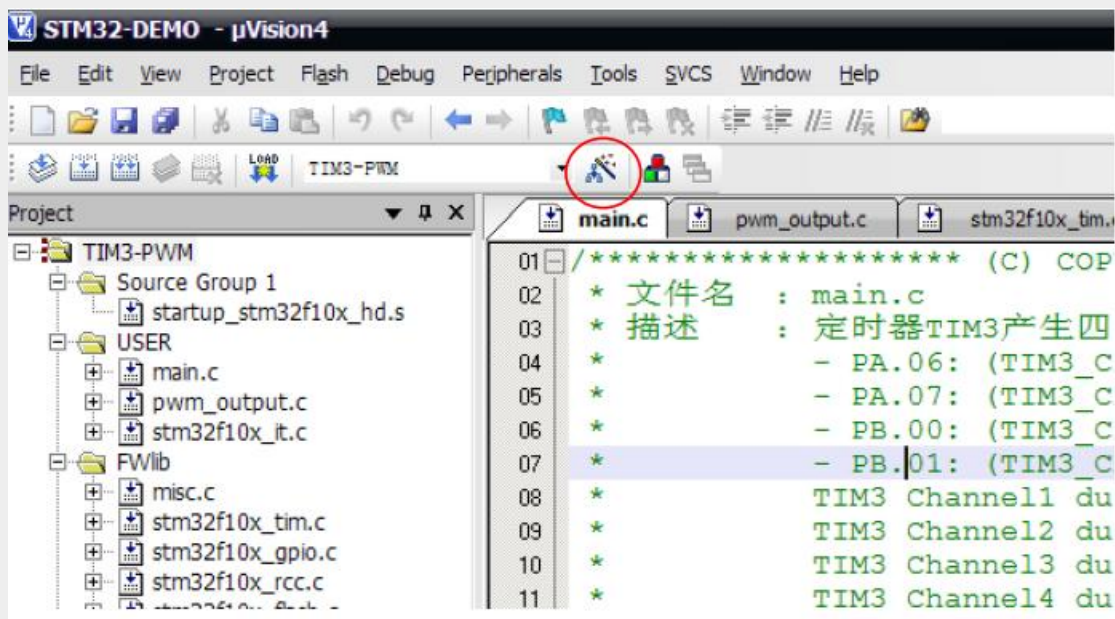 STM32-DEMO - µVision4
File Edit View Project Flash Debug Peripherals Tools SVCS Window Help
LOAD TIM3-PWM
Project
main.c pwm_output.c stm32f10x_tim.
TIM3-PWM
Source Group 1
startup_stm32f10x_hd.s
USER
main.c
pwm_output.c
stm32f10x_it.c
FWlib
misc.c
stm32f10x_tim.c
stm32f10x_gpio.c
stm32f10x_rcc.c
01 /******************** (C) COP
02 * 文件名 : main.c
03 * 描述 : 定时器TIM3产生四
04 * - PA.06: (TIM3_C
05 * - PA.07: (TIM3_C
06 * - PB.00: (TIM3_C
07 * - PB.01: (TIM3_C
08 * TIM3 Channel1 du
09 * TIM3 Channel2 du
10 * TIM3 Channel3 du
11 * TIM3 Channel4 du